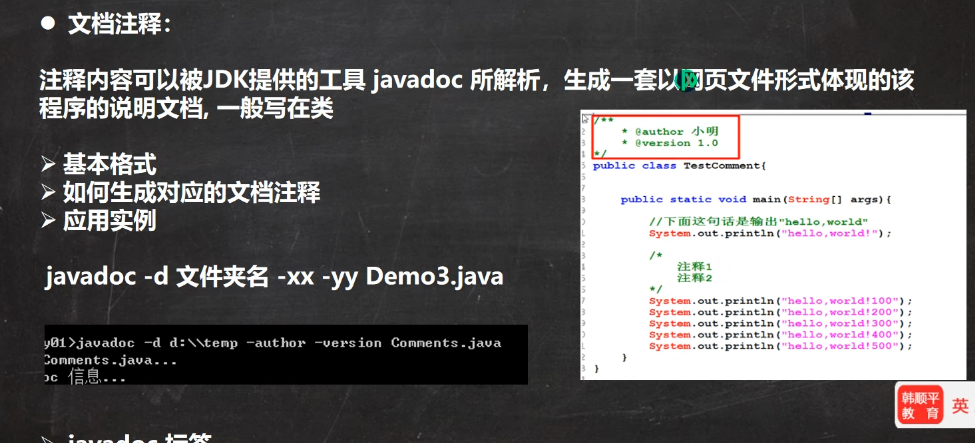 ● 文档注释：
注释内容可以被JDK提供的工具 javadoc 所解析，生成一套以网页文件形式体现的该
程序的说明文档, 一般写在类
➢ 基本格式
➢ 如何生成对应的文档注释
➢ 应用实例
javadoc -d 文件夹名 -xx -yy Demo3.java
y01>javadoc -d d:\\temp -author -version Comments.java
Comments.java...
oc 信息...
/**
* @author 小明
* @version 1.0
*/
public class TestComment{
public static void main(String[] args){
//下面这句话是输出"hello,world"
System.out.println("hello,world!");
/*
注释1
注释2
*/
System.out.println("hello,world!100");
System.out.println("hello,world!200");
System.out.println("hello,world!300");
System.out.println("hello,world!400");
System.out.println("hello,world!500");
}
}
韩顺平
教 育
英
➢ javadoc 标签